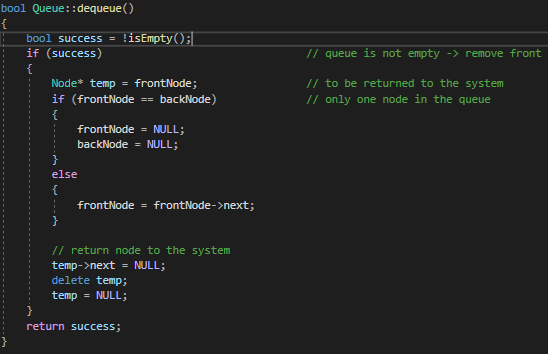 bool Queue::dequeue()
{
    bool success = !isEmpty();
    if (success)                                // queue is not empty -> remove front
    {
        Node* temp = frontNode;                 // to be returned to the system
        if (frontNode == backNode)              // only one node in the queue
        {
            frontNode = NULL;
            backNode = NULL;
        }
        else
        {
            frontNode = frontNode->next;
        }

        // return node to the system
        temp->next = NULL;
        delete temp;
        temp = NULL;
    }
    return success;
}